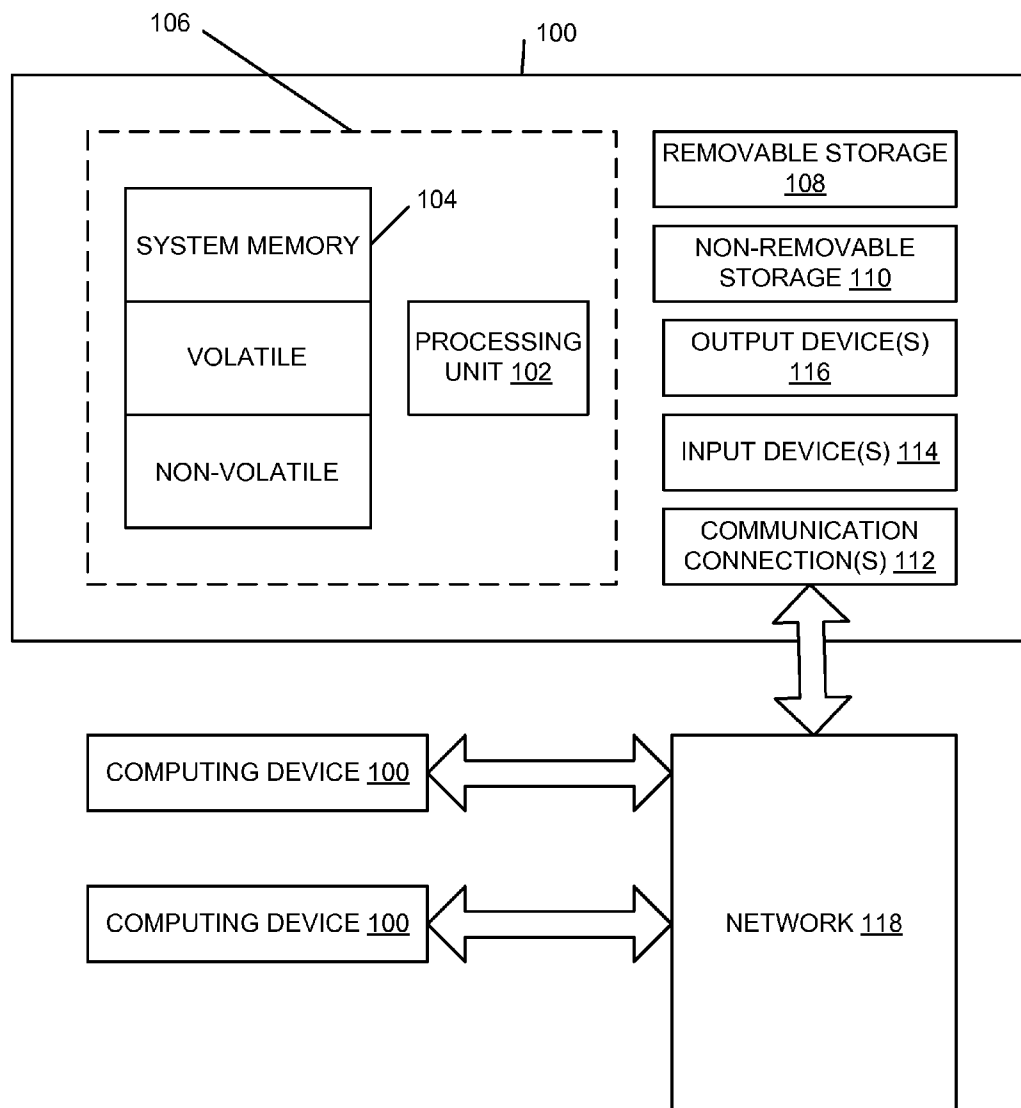 106
100
104
SYSTEM MEMORY
VOLATILE
NON-VOLATILE
PROCESSING
UNIT 102
REMOVABLE STORAGE
108
NON-REMOVABLE
STORAGE 110
OUTPUT DEVICE(S)
116
INPUT DEVICE(S) 114
COMMUNICATION
CONNECTION(S) 112
COMPUTING DEVICE 100
COMPUTING DEVICE 100
NETWORK 118